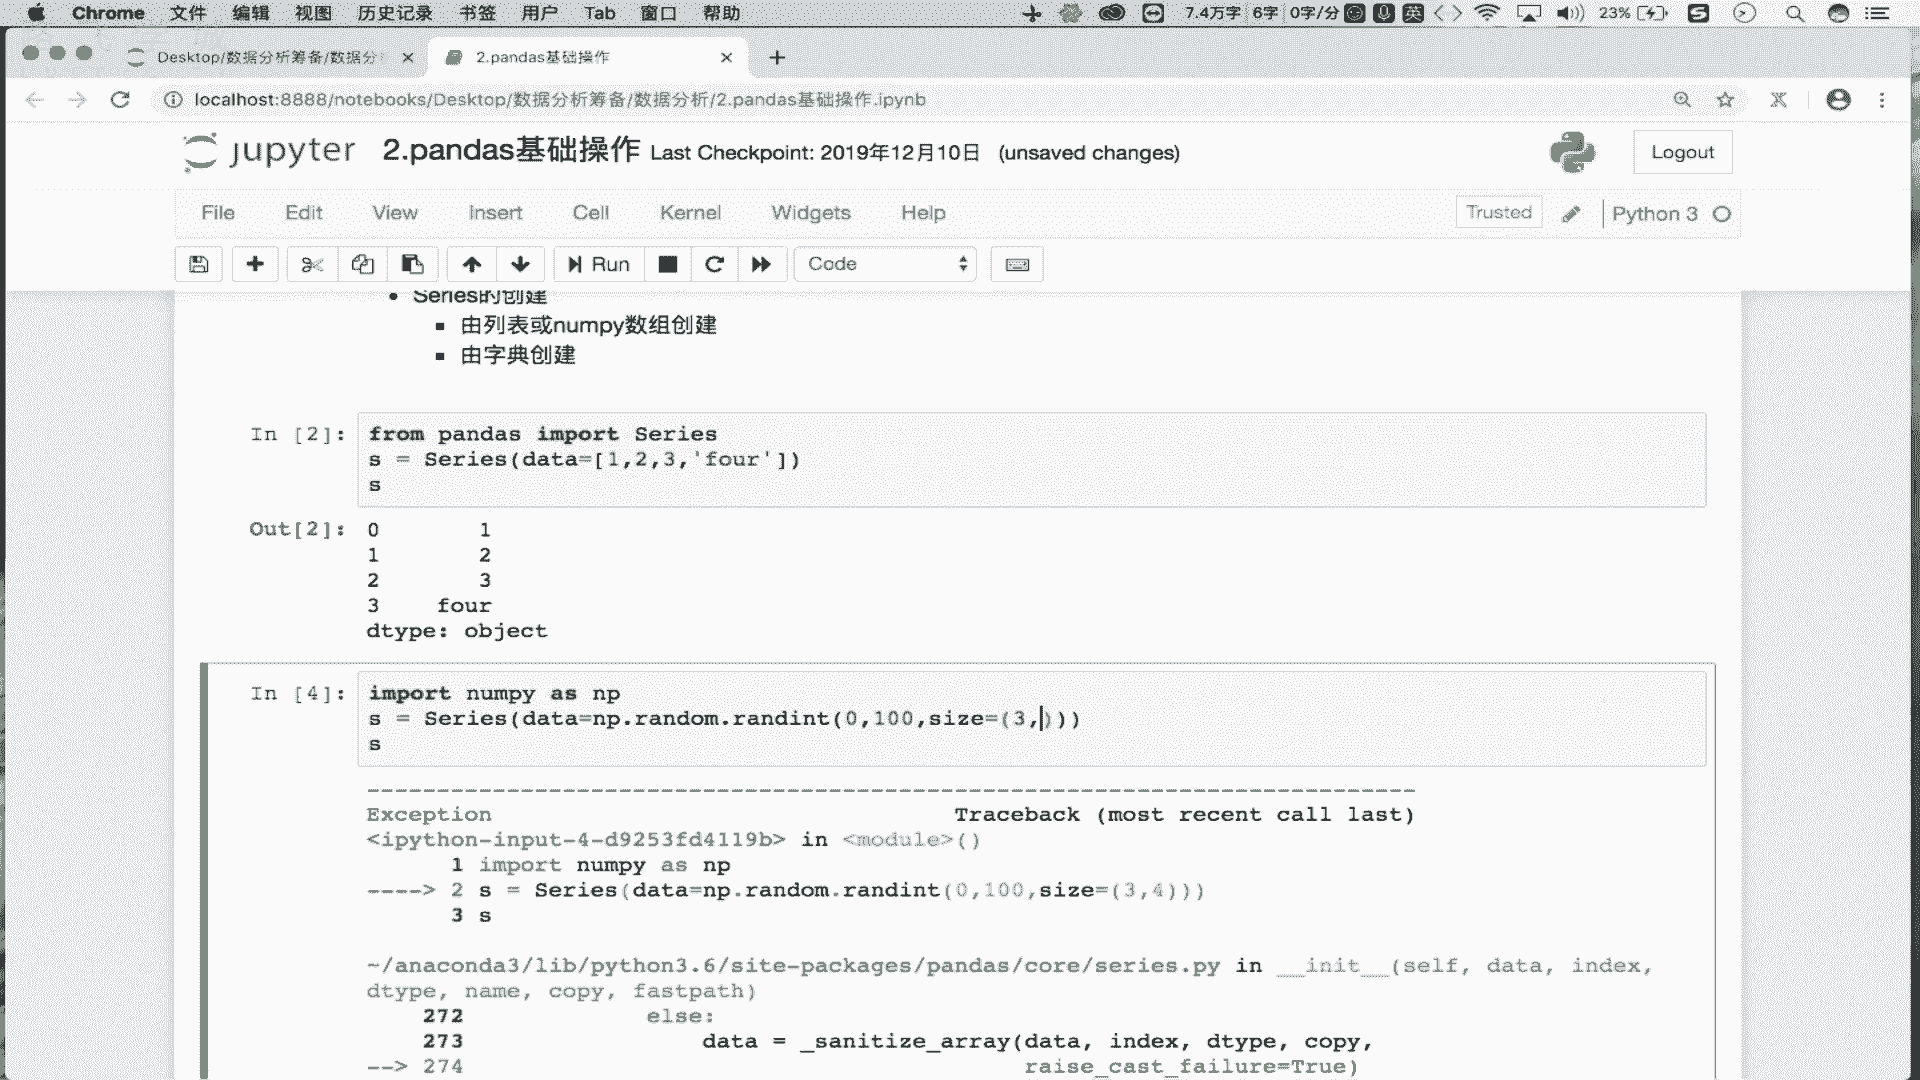 Chrome 文件 编辑 视图 历史记录 书签 用户 Tab 窗口 帮助 7.4万字 6字 0字/分 英 23%
Desktop/数据分析筹备/数据分 2.pandas基础操作
localhost:8888/notebooks/Desktop/数据分析筹备/数据分析/2.pandas基础操作.ipynb
jupyter 2.pandas基础操作 Last Checkpoint: 2019年12月10日 (unsaved changes) Logout
File Edit View Insert Cell Kernel Widgets Help Trusted Python 3
Run Code
Series的创建
由列表或numpy数组创建
由字典创建
In [2]: from pandas import Series
s = Series(data=[1,2,3,'four'])
s
Out[2]: 0 1
1 2
2 3
3 four
dtype: object
In [4]: import numpy as np
s = Series(data=np.random.randint(0,100,size=(3,)))
s
---------------------------------------------------------------------------
Exception Traceback (most recent call last)
<ipython-input-4-d9253fd4119b> in <module>()
1 import numpy as np
----> 2 s = Series(data=np.random.randint(0,100,size=(3,4)))
3 s
~/anaconda3/lib/python3.6/site-packages/pandas/core/series.py in __init__(self, data, index,
dtype, name, copy, fastpath)
272 else:
273 data = _sanitize_array(data, index, dtype, copy,
--> 274 raise_cast_failure=True)